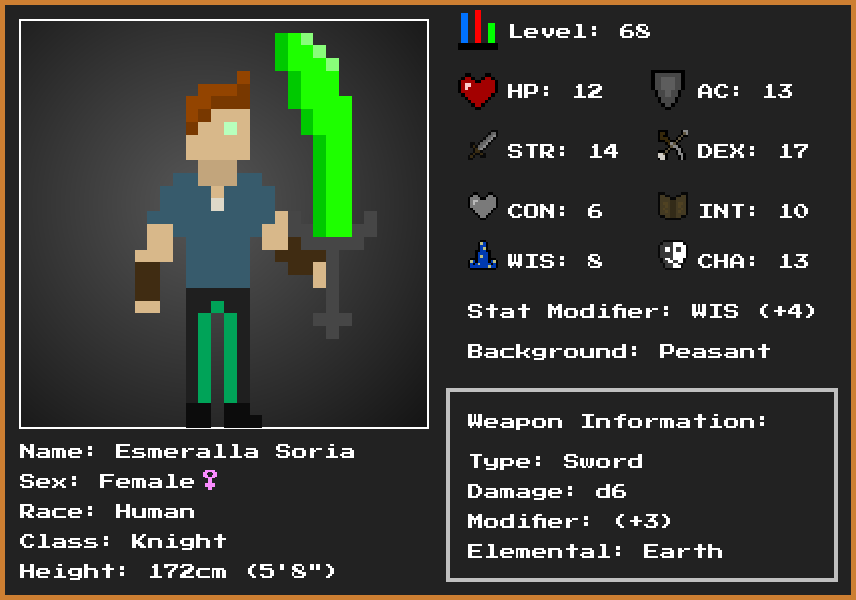 Level: 68
HP: 12
AC: 13
STR: 14
DEX: 17
CON: 6
INT: 10
WIS: 8
CHA: 13
Stat Modifier: WIS (+4)
Background: Peasant
Weapon Information:
Type: Sword
Damage: d6
Modifier: (+3)
Elemental: Earth
Name: Esmeralla Soria
Sex: Female♀
Race: Human
Class: Knight
Height: 172cm (5'8")